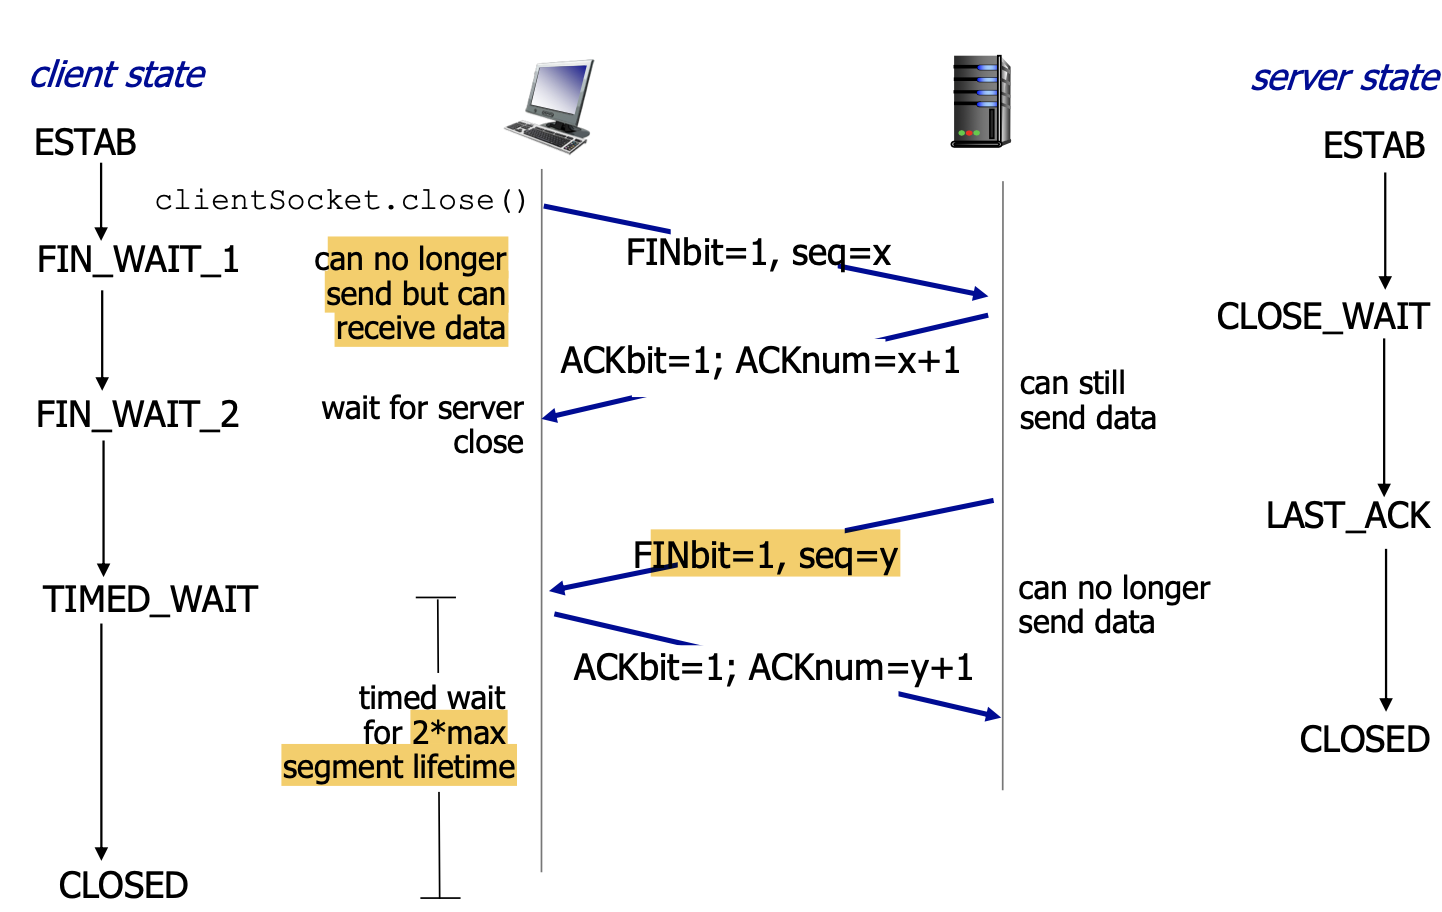 client state
server state
ESTAB
ESTAB
clientSocket.close()
FINbit=1, seq=x
FIN_WAIT_1
can no longer
send but can
receive data
CLOSE_WAIT
ACKbit=1; ACKnum=x+1
can still
send data
FIN_WAIT_2
wait for server
close
LAST_ACK
FINbit=1, seq=y
TIMED_WAIT
can no longer
send data
ACKbit=1; ACKnum=y+1
timed wait
for 2*max
segment lifetime
CLOSED
CLOSED